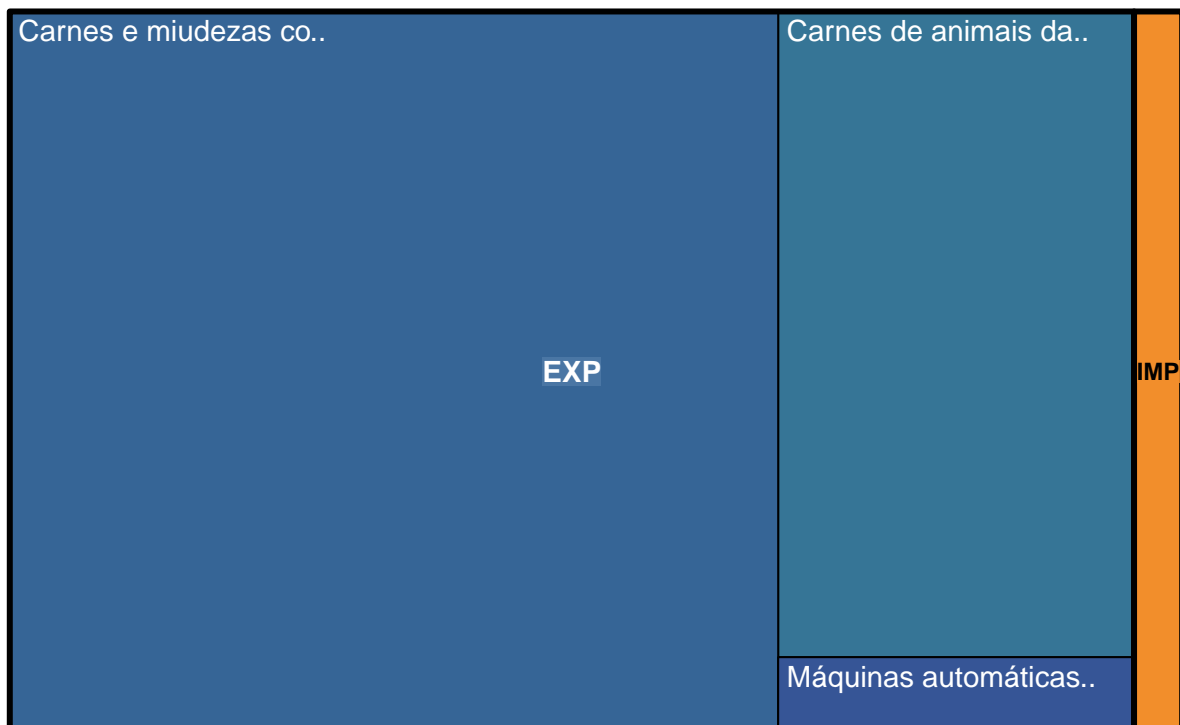 Carnes e miudezas co..
Carnes de animais da..
EXP
IMP
Máquinas automáticas..